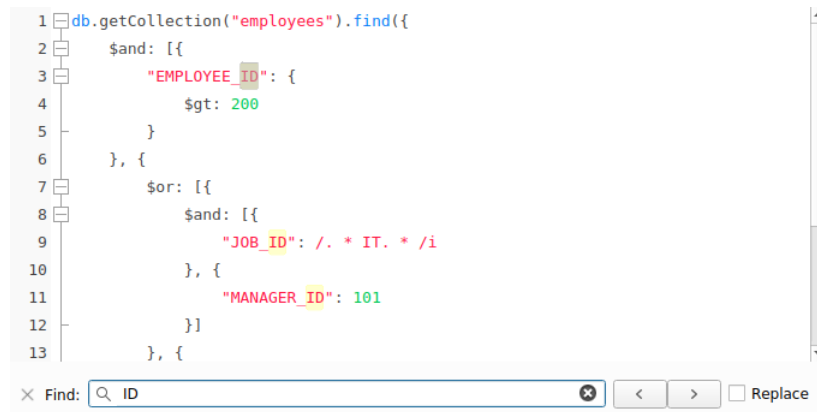 1 db.getCollection("employees").find({
2 $and: [{
3 "EMPLOYEE_ID": {
4 $gt: 200
5 }
6 }, {
7 $or: [{
8 $and: [{
9 "JOB_ID": /. * IT. * /i
10 }, {
11 "MANAGER_ID": 101
12 }]
13 }, {
Find: ID < > Replace